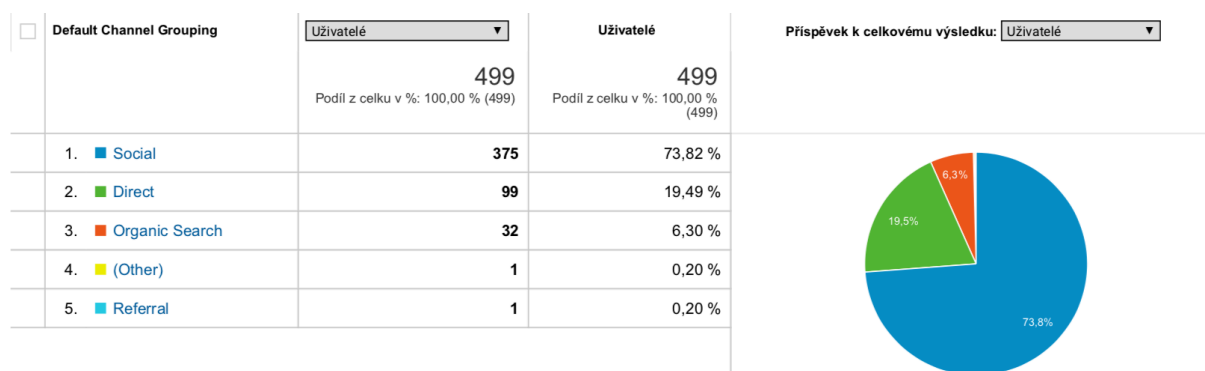 Default Channel Grouping
Uživatelé ▼
Uživatelé
Příspěvek k celkovému výsledku: Uživatelé ▼
499
Podíl z celku v %: 100,00 % (499)
499
Podíl z celku v %: 100,00 %
(499)
1. Social 375 73,82 %
2. Direct 99 19,49 %
3. Organic Search 32 6,30 %
4. (Other) 1 0,20 %
5. Referral 1 0,20 %
6,3%
19,5%
73,8%